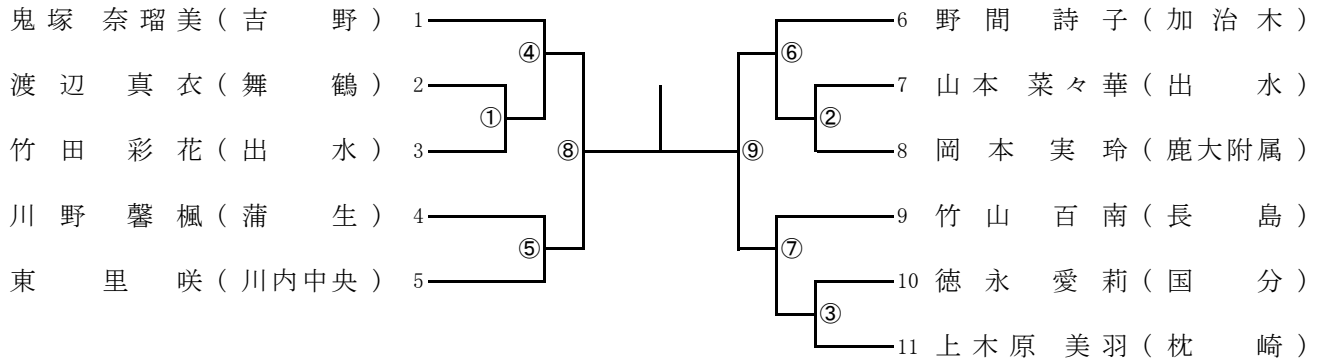 鬼塚 奈瑠美(吉 野) 1
渡辺 真衣(舞 鶴) 2
竹田 彩花(出 水) 3
川野 馨楓(蒲 生) 4
東 里咲(川内中央) 5
④
①
⑧
⑤
⑥
②
⑨
⑦
③
6 野間 詩子(加治木)
7 山本 菜々華(出 水)
8 岡本 実玲(鹿大附属)
9 竹山 百南(長 島)
10 徳永 愛莉(国 分)
11 上木原 美羽(枕 崎)